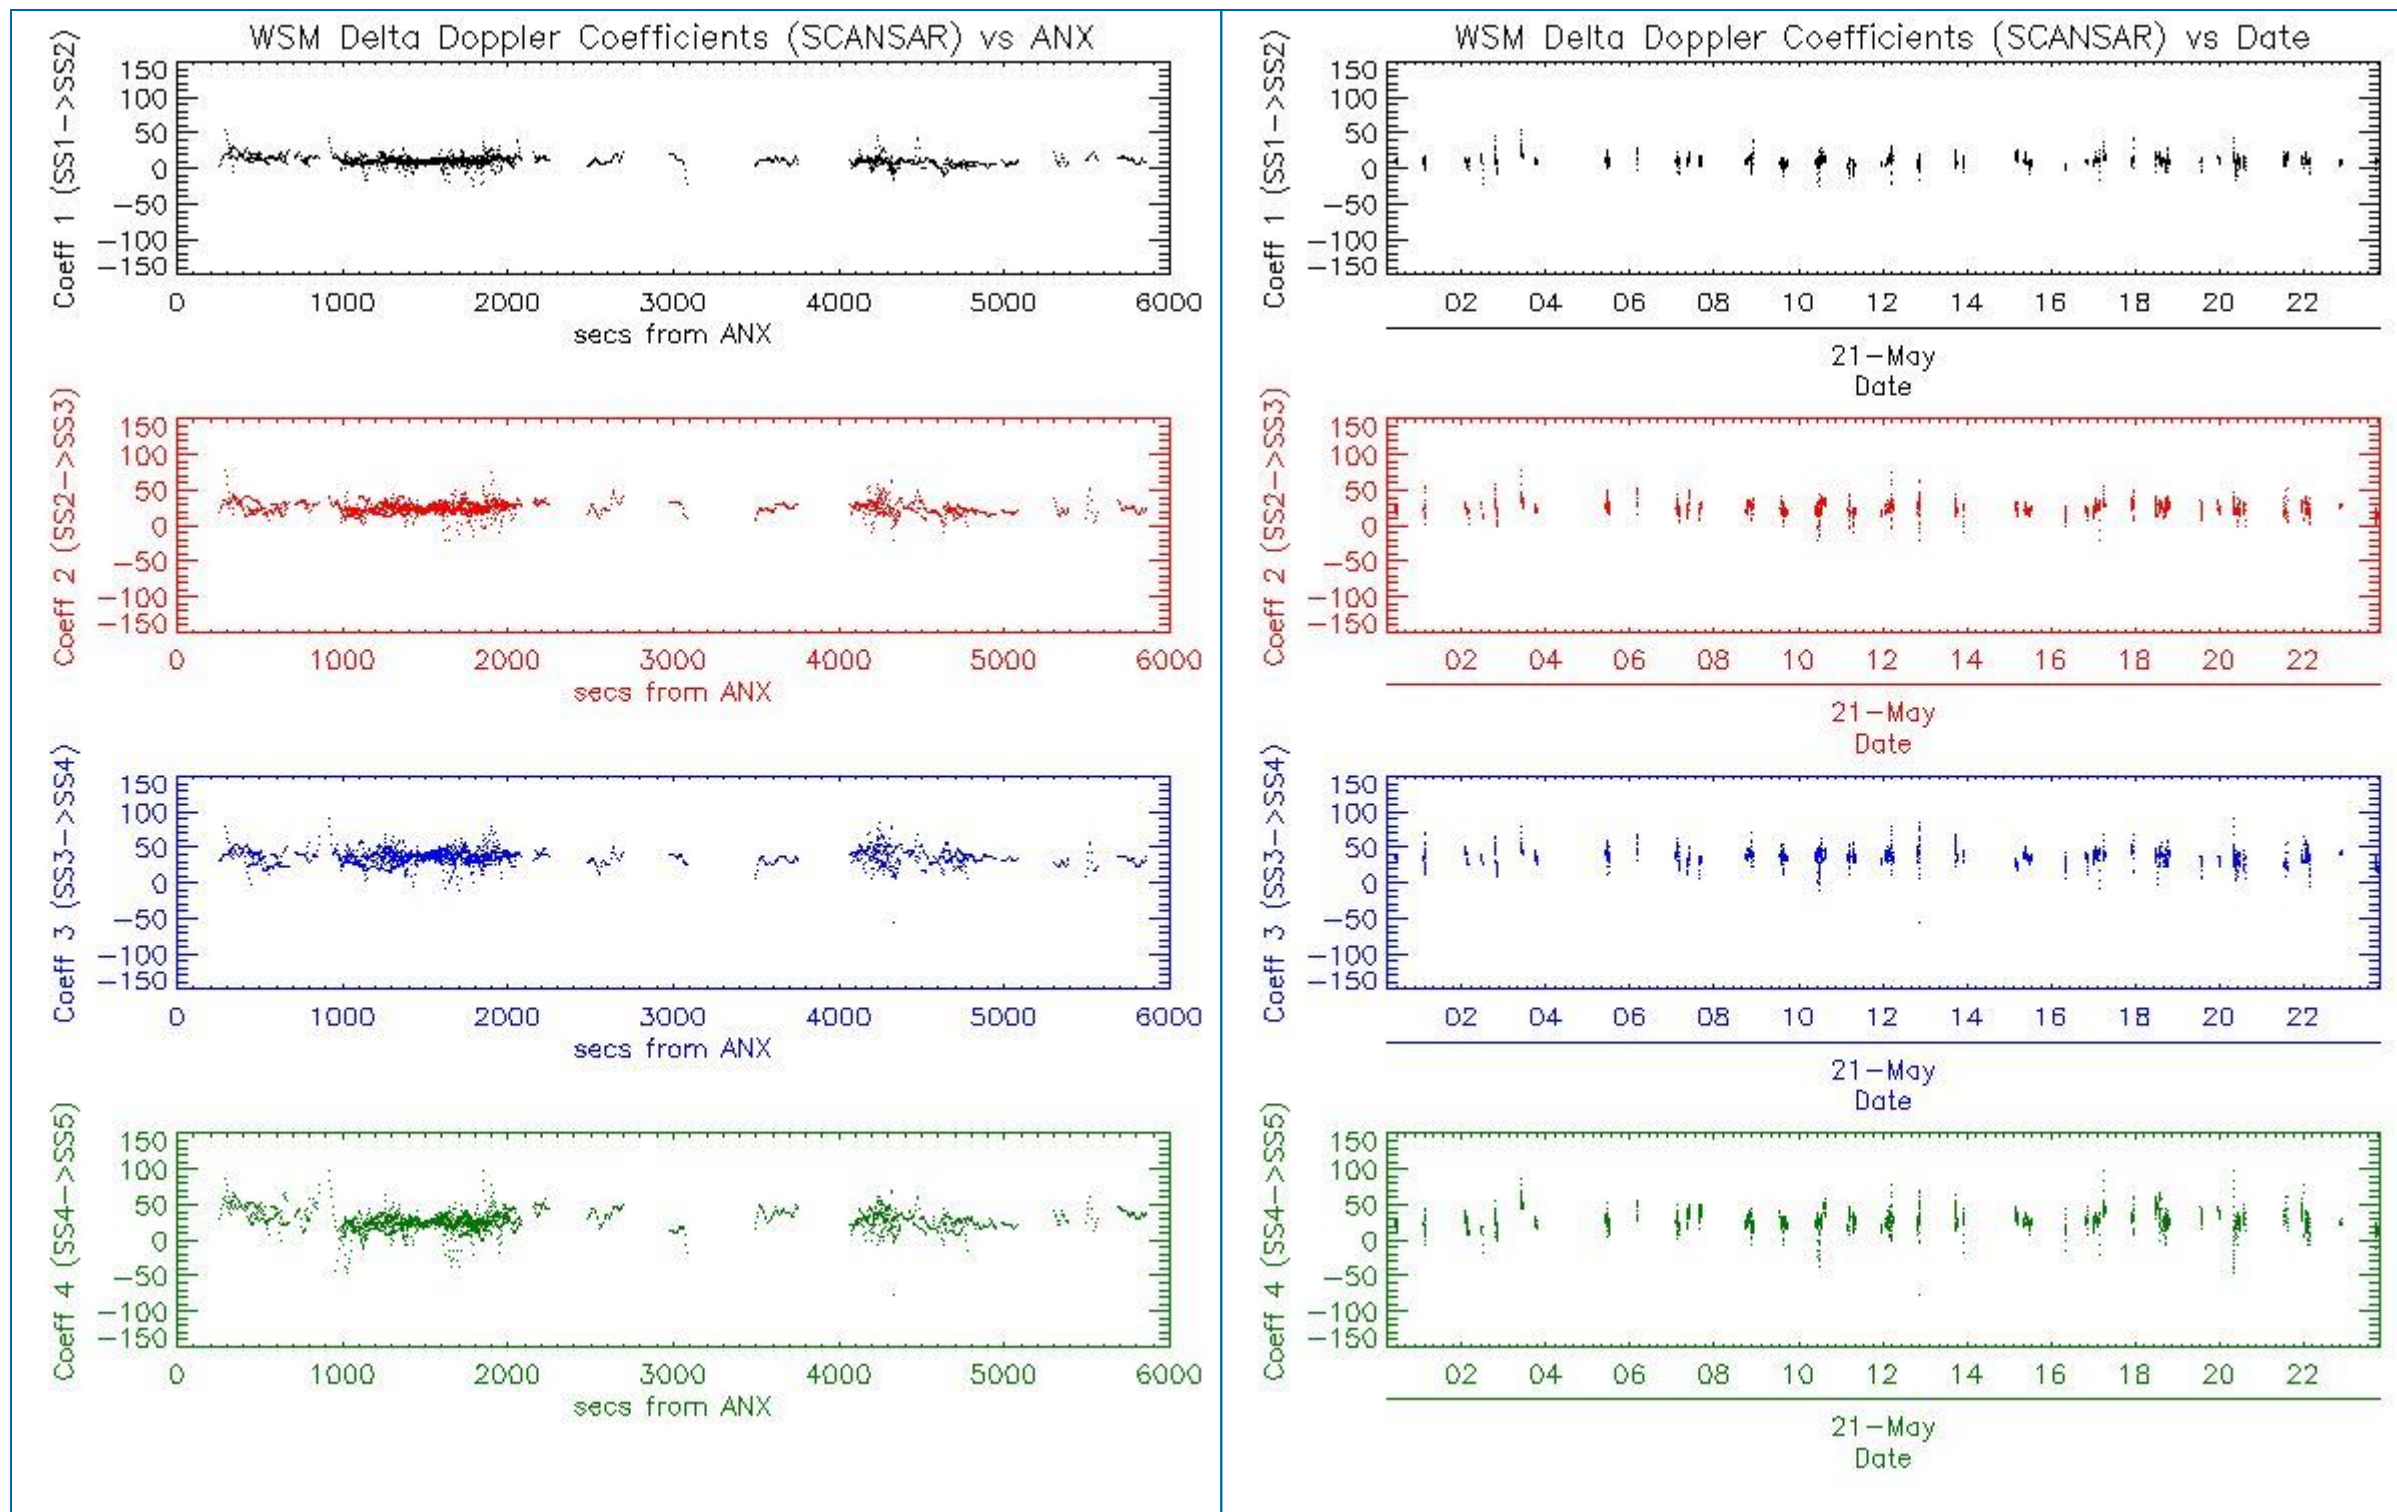 WSM Delta Doppler Coefficients (SCANSAR) vs ANX
Coeff 1 (SS1->SS2)
150
100
50
0
-50
-100
-150
0 1000 2000 3000 4000 5000 6000
secs from ANX
Coeff 2 (SS2->SS3)
150
100
50
0
-50
-100
-150
0 1000 2000 3000 4000 5000 6000
secs from ANX
Coeff 3 (SS3->SS4)
150
100
50
0
-50
-100
-150
0 1000 2000 3000 4000 5000 6000
secs from ANX
Coeff 4 (SS4->SS5)
150
100
50
0
-50
-100
-150
0 1000 2000 3000 4000 5000 6000
secs from ANX
WSM Delta Doppler Coefficients (SCANSAR) vs Date
Coeff 1 (SS1->SS2)
150
100
50
0
-50
-100
-150
02 04 06 08 10 12 14 16 18 20 22
21-May
Date
Coeff 2 (SS2->SS3)
150
100
50
0
-50
-100
-150
02 04 06 08 10 12 14 16 18 20 22
21-May
Date
Coeff 3 (SS3->SS4)
150
100
50
0
-50
-100
-150
02 04 06 08 10 12 14 16 18 20 22
21-May
Date
Coeff 4 (SS4->SS5)
150
100
50
0
-50
-100
-150
02 04 06 08 10 12 14 16 18 20 22
21-May
Date